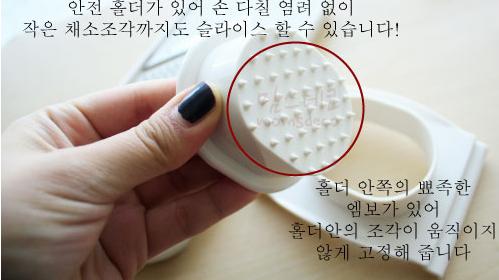 안전 홀더가 있어 손 다칠 염려 없이
작은 채소조각까지도 슬라이스 할 수 있습니다!
홀더 안쪽의 뾰족한
엠보가 있어
홀더안의 조각이 움직이지
않게 고정해 줍니다